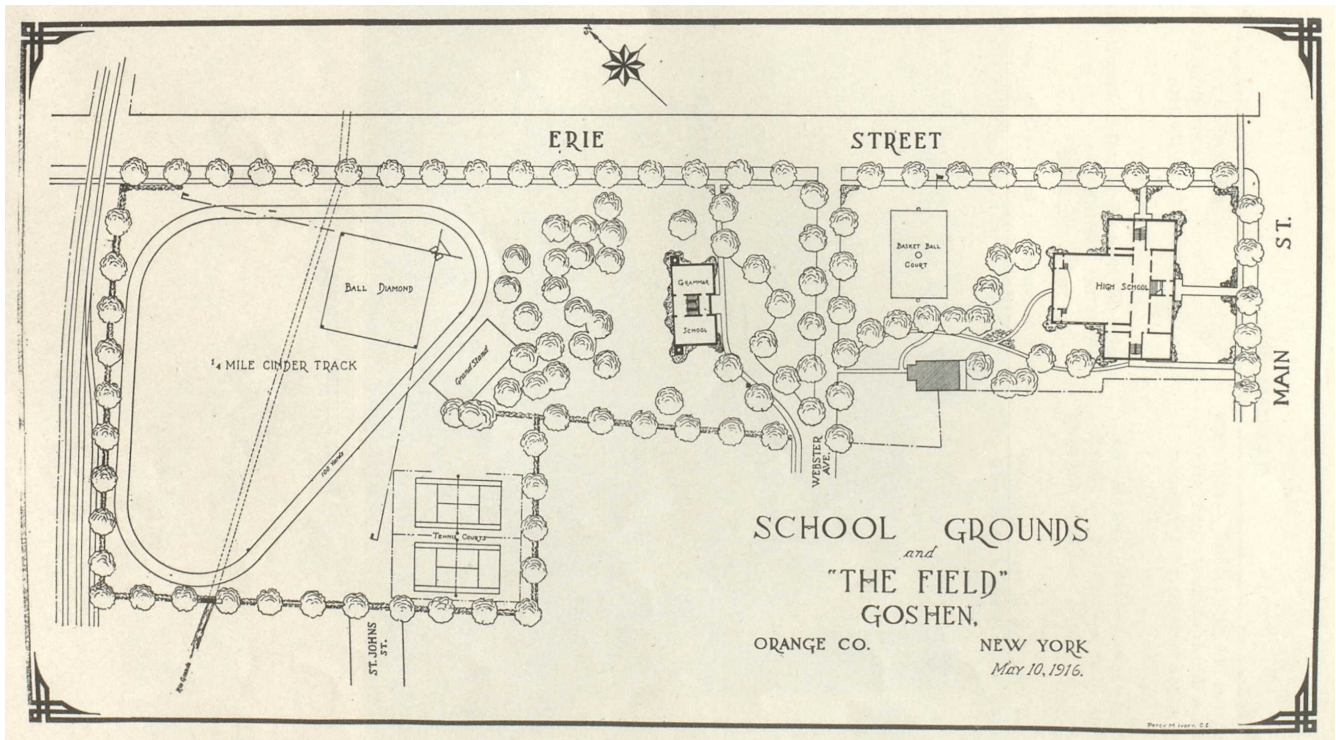 N
ERIE STREET
MAIN ST.
BASKET BALL
COURT
GRAMMAR
SCHOOL
HIGH SCHOOL
BALL DIAMOND
Grand Stand
¼ MILE CINDER TRACK
100 Yards
TENNIS COURTS
WEBSTER
AVE.
ST. JOHNS
ST.
SCHOOL GROUNDS
and
"THE FIELD"
GOSHEN,
ORANGE CO. NEW YORK
May 10, 1916.